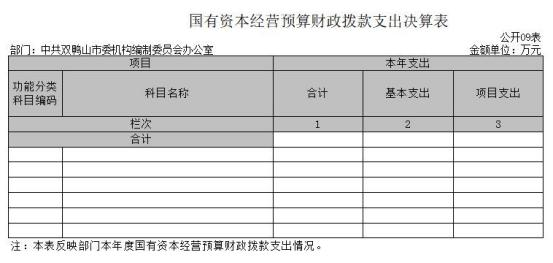 国有资本经营预算财政拨款支出决算表
公开09表
部门：中共双鸭山市委机构编制委员会办公室 金额单位：万元
项目 本年支出
功能分类科目编码 科目名称 合计 基本支出 项目支出
栏次 1 2 3
合计
注：本表反映部门本年度国有资本经营预算财政拨款支出情况。